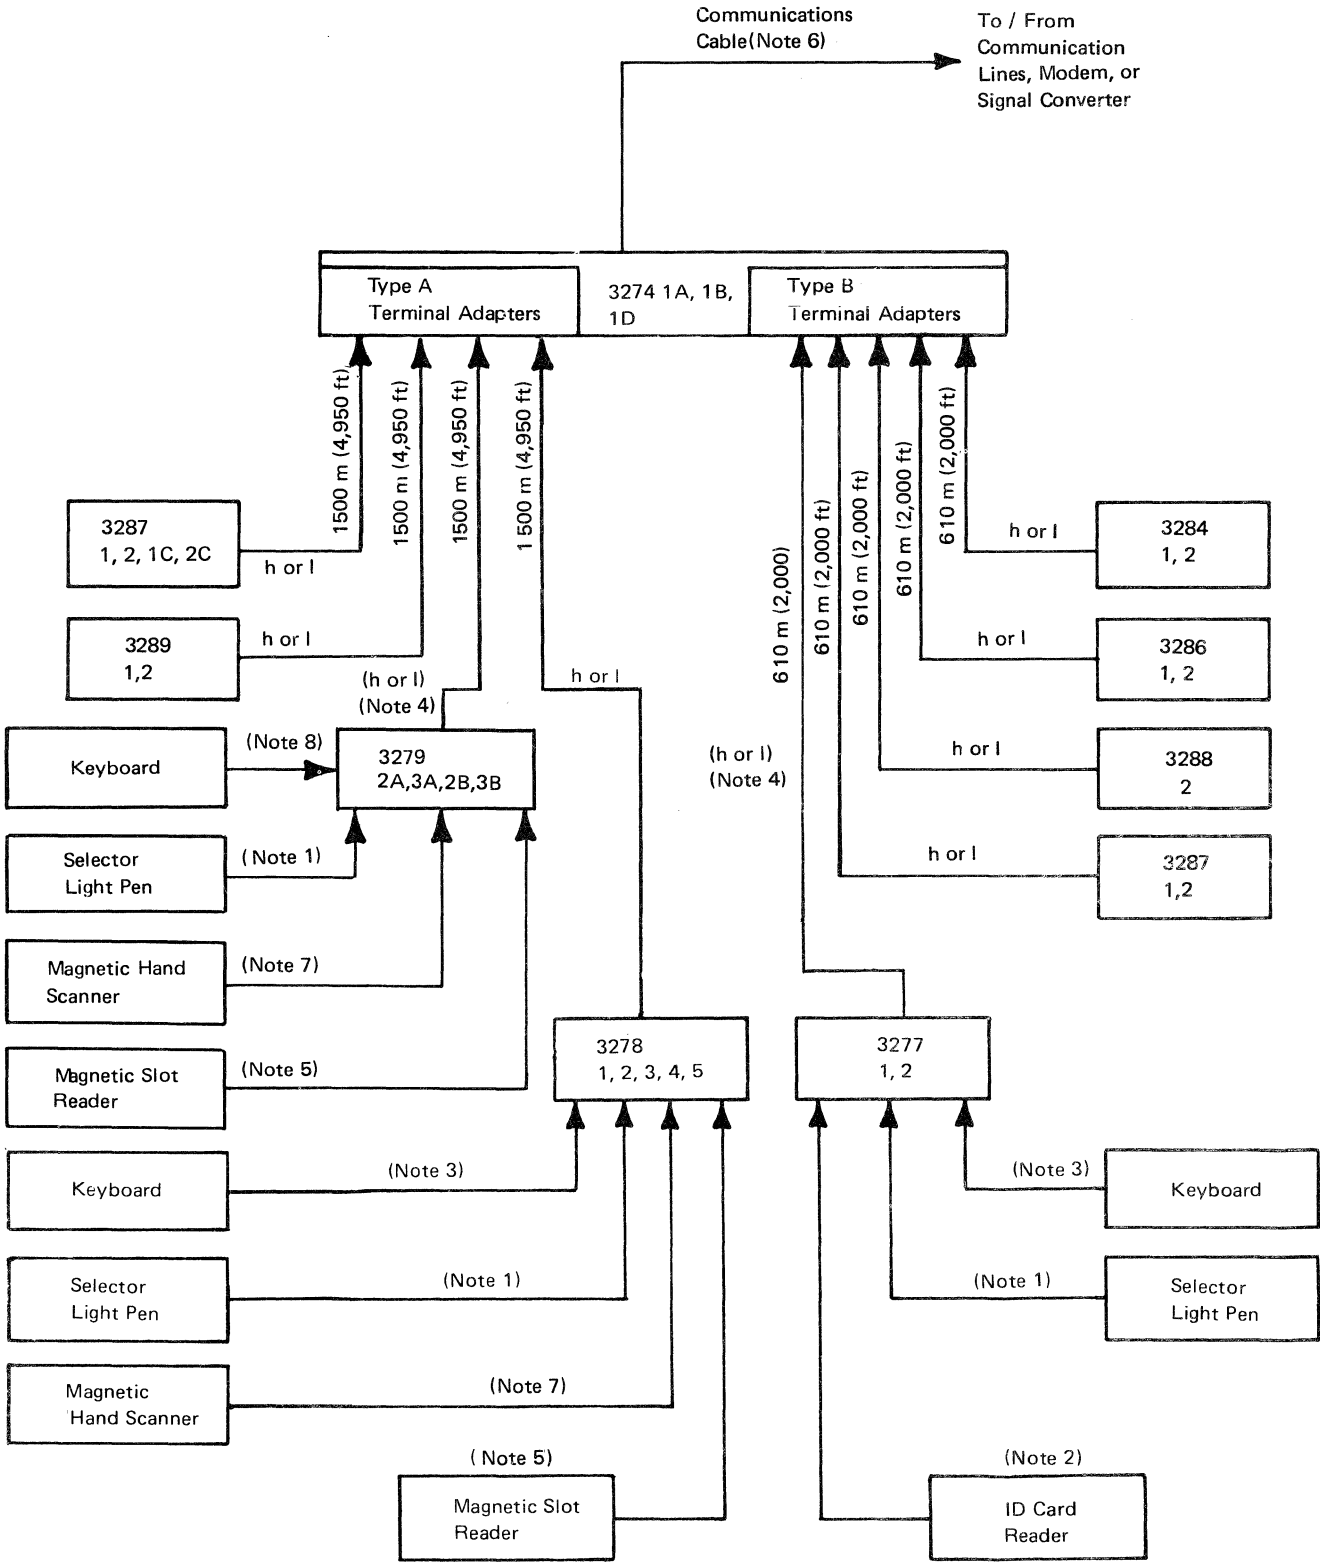 Communications
Cable(Note 6)
To / From
Communication
Lines, Modem, or
Signal Converter
Type A
Terminal Adapters
3274 1A, 1B,
1D
Type B
Terminal Adapters
1500 m (4,950 ft)
1500 m (4,950 ft)
1500 m (4,950 ft)
1500 m (4,950 ft)
610 m (2,000)
610 m (2,000 ft)
610 m (2,000 ft)
610 m (2,000 ft)
610 m (2,000 ft)
3287
1, 2, 1C, 2C
h or l
3289
1,2
h or l
(h or l)
(Note 4)
h or l
3284
1, 2
h or l
3286
1, 2
h or l
3288
2
h or l
3287
1,2
h or l
(h or l)
(Note 4)
Keyboard
(Note 8)
3279
2A,3A,2B,3B
Selector
Light Pen
(Note 1)
Magnetic Hand
Scanner
(Note 7)
Magnetic Slot
Reader
(Note 5)
3278
1, 2, 3, 4, 5
3277
1, 2
Keyboard
(Note 3)
Selector
Light Pen
(Note 1)
Magnetic
Hand Scanner
(Note 7)
(Note 5)
Magnetic Slot
Reader
(Note 3)
Keyboard
(Note 1)
Selector
Light Pen
(Note 2)
ID Card
Reader